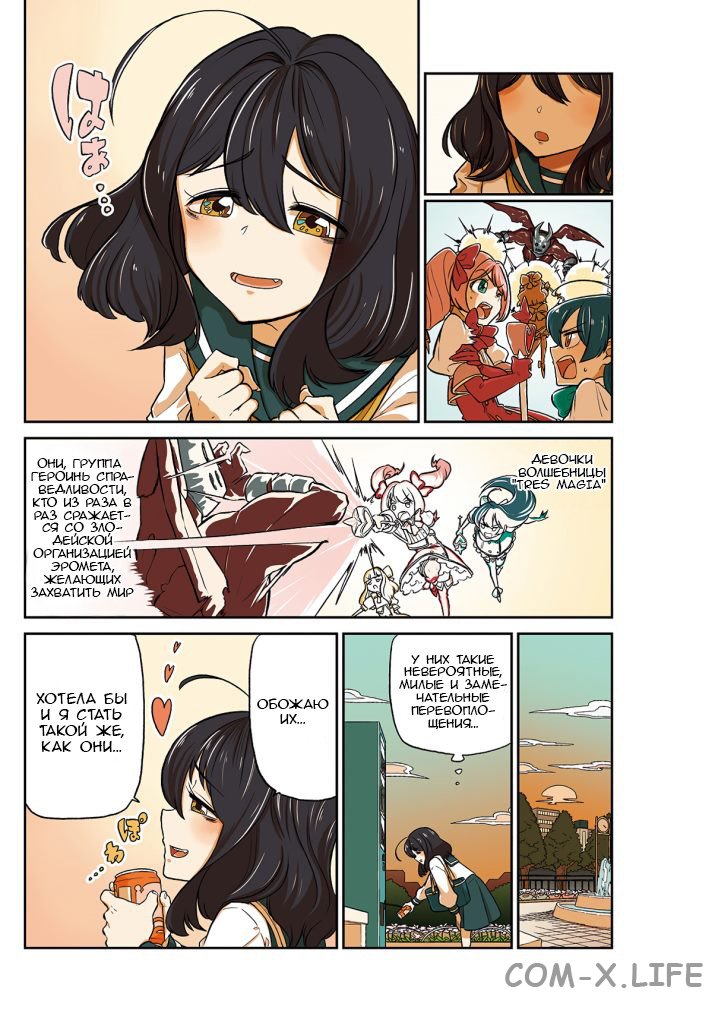 はぁ...
ДЕВОЧКИ
ВОЛШЕБНИЦЫ
"TRES MAGIA"
ОНИ, ГРУППА
ГЕРОИНЬ СПРА-
ВЕДЛИВОСТИ,
КТО ИЗ РАЗА В
РАЗ СРАЖАЕТ-
СЯ СО ЗЛО-
ДЕЙСКОЙ
ОРГАНИЗАЦИЕЙ
ЭРОМЕТА,
ЖЕЛАЮЩИХ
ЗАХВАТИТЬ МИР
У НИХ ТАКИЕ
НЕВЕРОЯТНЫЕ,
МИЛЫЕ И ЗАМЕ-
ЧАТЕЛЬНЫЕ
ПЕРЕВОПЛО-
ЩЕНИЯ...
ОБОЖАЮ
ИХ...
ХОТЕЛА БЫ
И Я СТАТЬ
ТАКОЙ ЖЕ,
КАК ОНИ...
ぽわ...
COM-X.LIFE